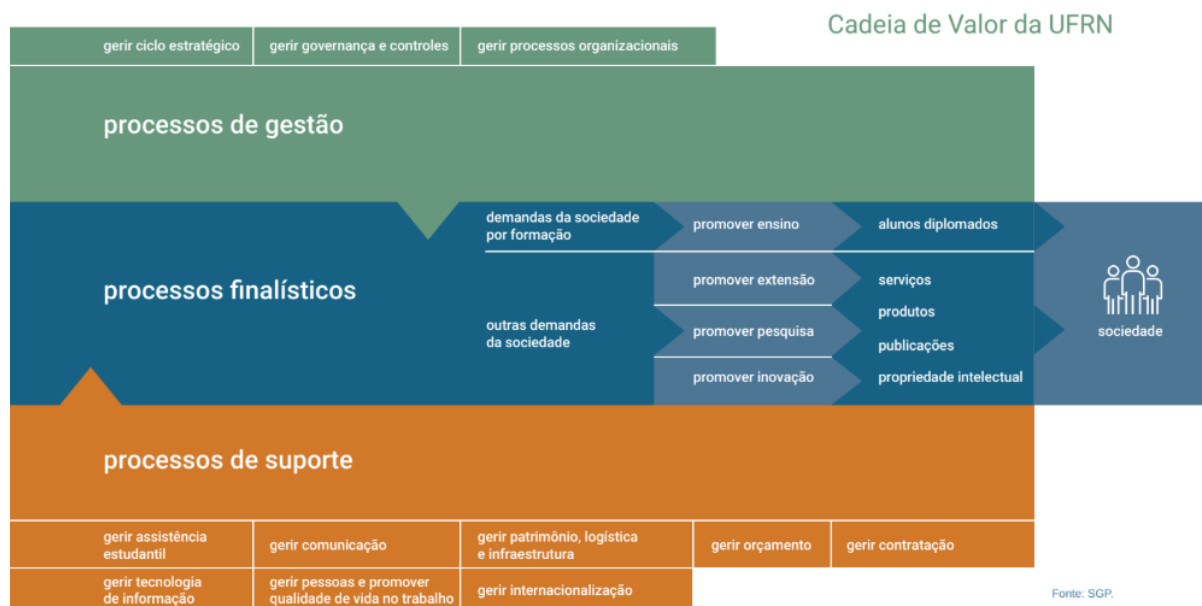 Cadeia de Valor da UFRN
gerir ciclo estratégico
gerir governança e controles
gerir processos organizacionais
processos de gestão
processos finalísticos
demandas da sociedade
por formação
promover ensino
alunos diplomados
outras demandas
da sociedade
promover extensão
promover pesquisa
promover inovação
serviços
produtos
publicações
propriedade intelectual
sociedade
processos de suporte
gerir assistência
estudantil
gerir comunicação
gerir patrimônio, logística
e infraestrutura
gerir orçamento
gerir contratação
gerir tecnologia
de informação
gerir pessoas e promover
qualidade de vida no trabalho
gerir internacionalização
Fonte: SGP.